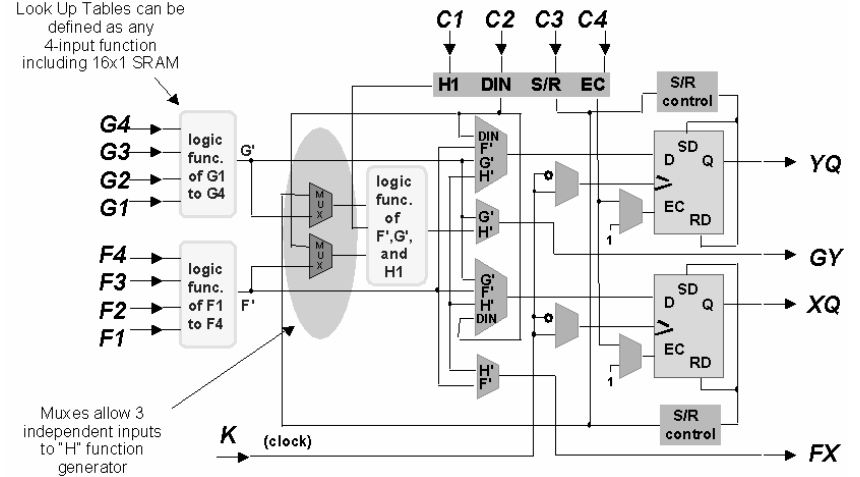 Look Up Tables can be
defined as any
4-input function
including 16x1 SRAM
C1 C2 C3 C4
H1 DIN S/R EC
S/R
control
G4
G3
G2
G1
logic
func.
of G1
to G4
G'
MUX
MUX
logic
func.
of
F',G',
and
H1
DIN
F'
G'
H'
SD
D Q
EC
RD
1
YQ
G'
H'
GY
F4
F3
F2
F1
logic
func.
of F1
to F4
F'
G'
F'
H'
DIN
SD
D Q
EC
RD
1
XQ
H'
F'
S/R
control
Muxes allow 3
independent inputs
to "H" function
generator
K (clock)
FX